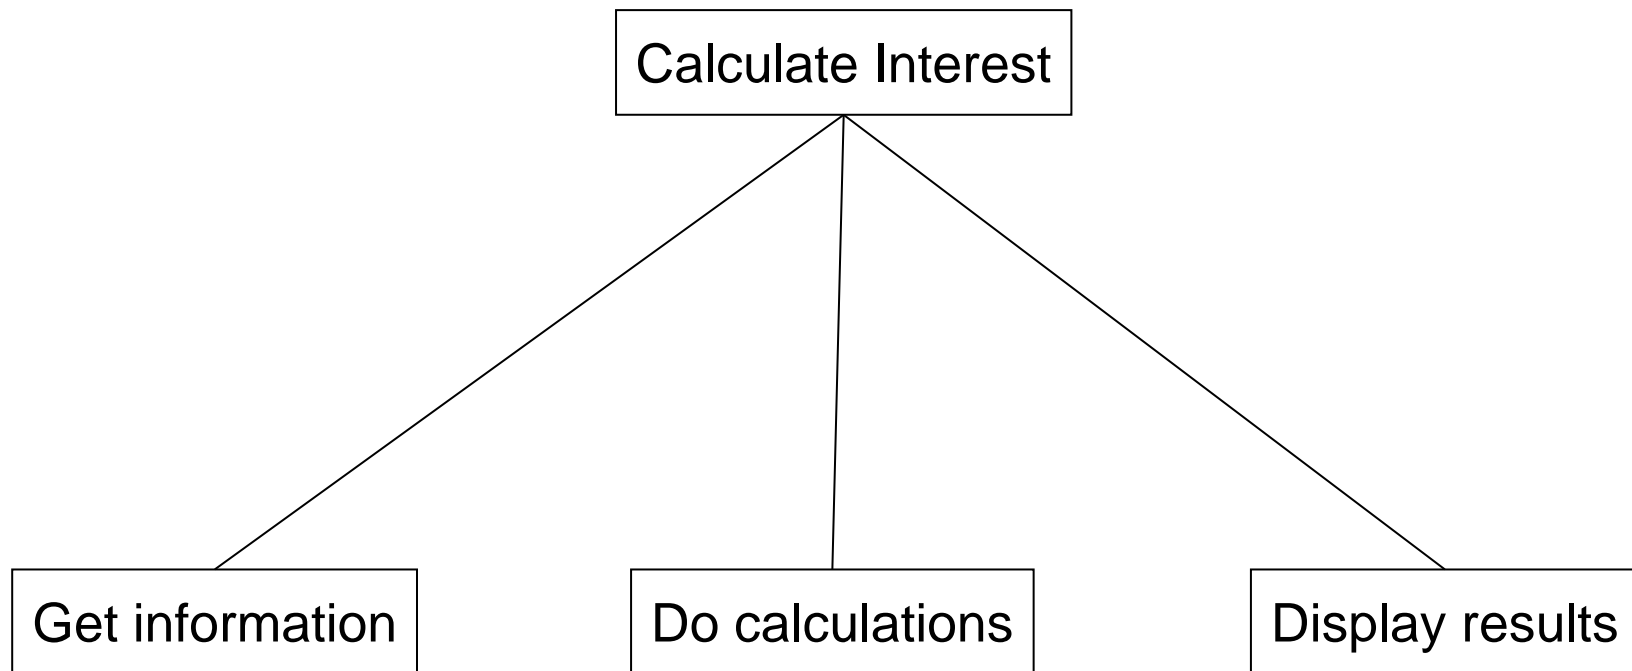 Calculate Interest
Get information
Do calculations
Display results